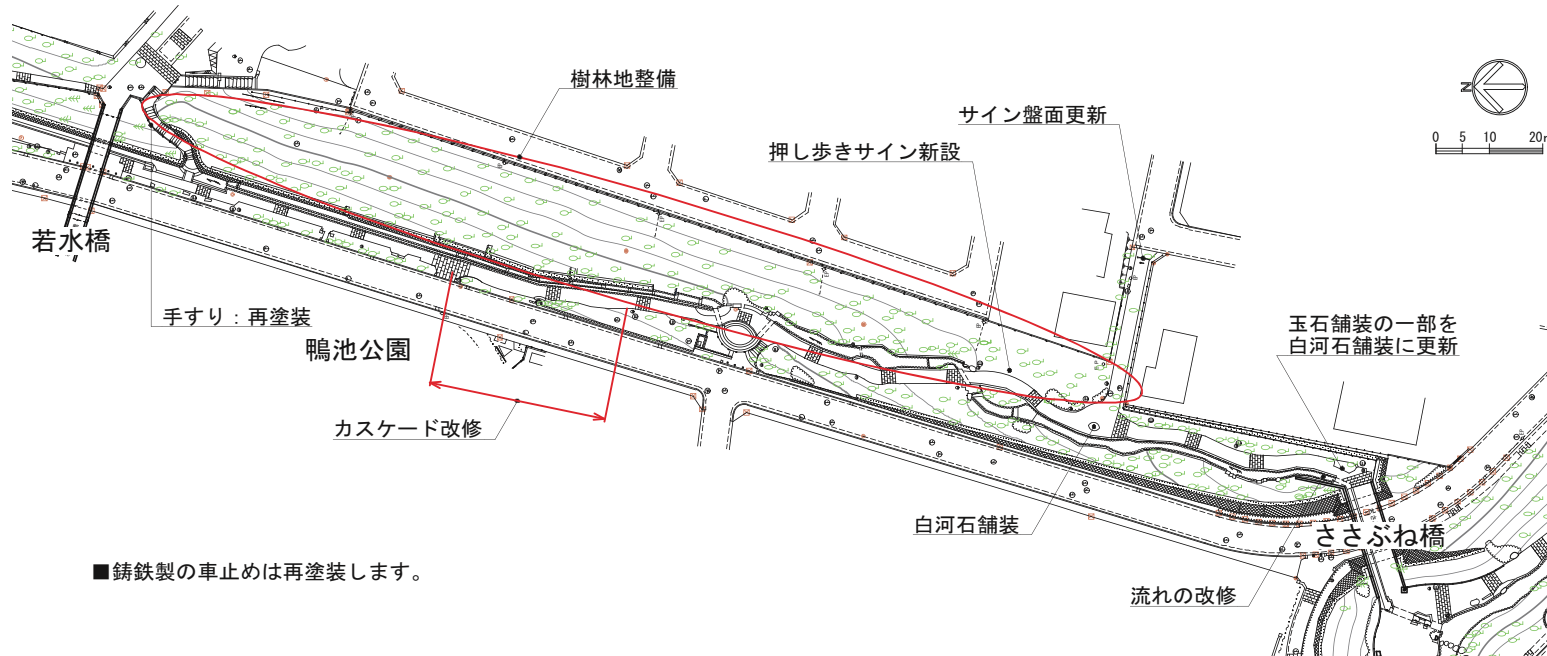 樹林地整備
サイン盤面更新
押し歩きサイン新設
N
0 5 10 20m
若水橋
手すり：再塗装
鴨池公園
玉石舗装の一部を
白河石舗装に更新
カスケード改修
白河石舗装
ささぶね橋
流れの改修
■鋳鉄製の車止めは再塗装します。